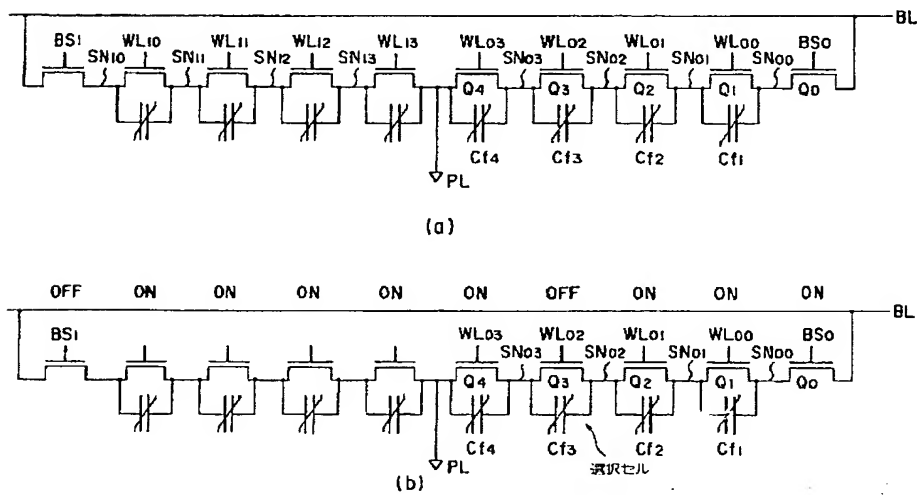 BL
BS1 SN10 WL10 SN11 WL11 SN12 WL12 SN13 WL13 WL03 SN03 WL02 SN02 WL01 SN01 WL00 SN00 BS0
Q4 Q3 Q2 Q1 Q0
Cf4 Cf3 Cf2 Cf1
PL
(a)
OFF ON ON ON ON ON OFF ON ON ON
BL
BS1 WL03 SN03 WL02 SN02 WL01 SN01 WL00 SN00 BS0
Q4 Q3 Q2 Q1 Q0
Cf4 Cf3 Cf2 Cf1
PL
選択セル
(b)